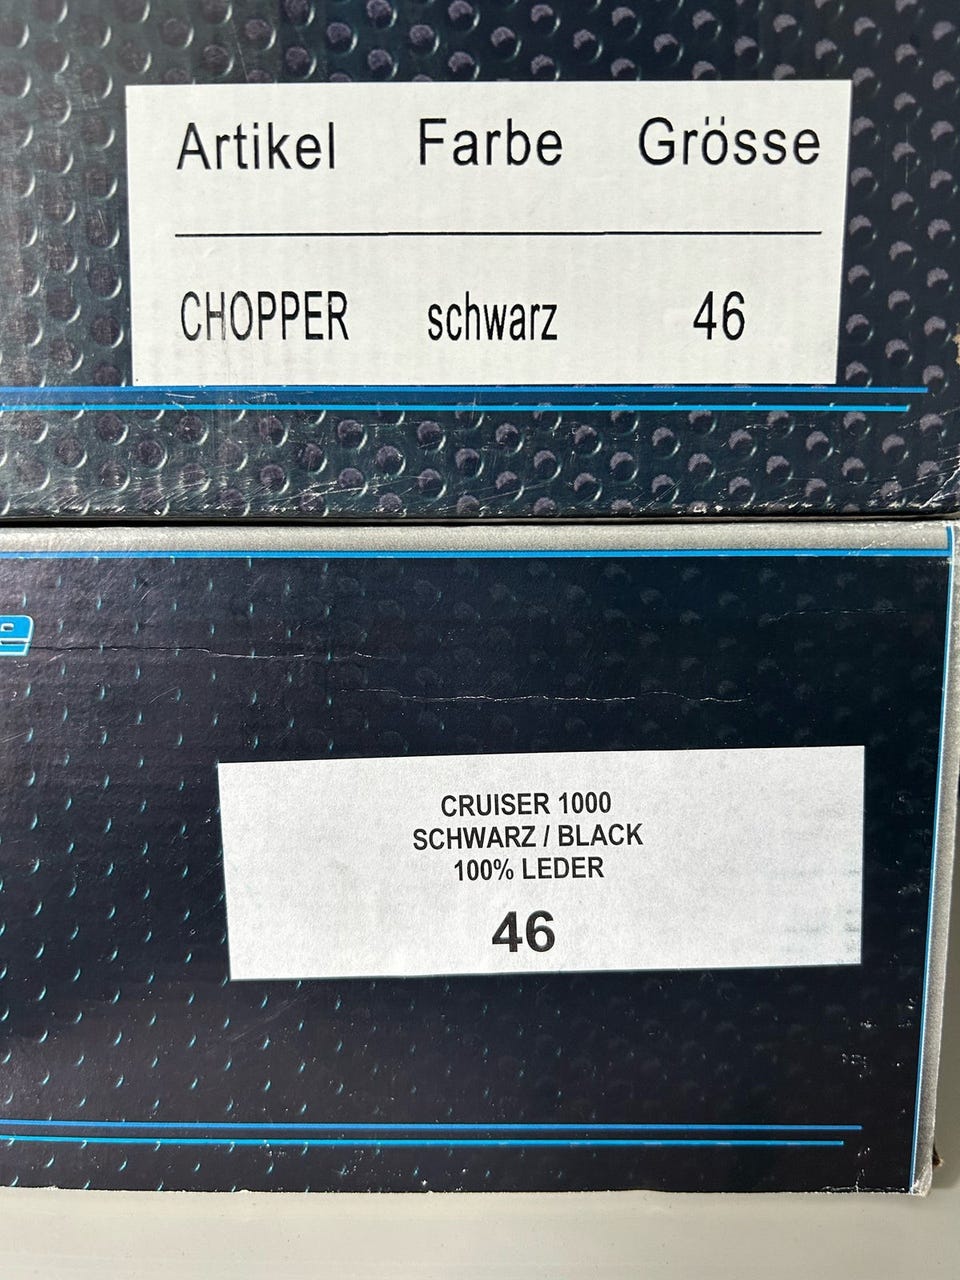 Artikel Farbe Grösse
CHOPPER schwarz 46
CRUISER 1000
SCHWARZ / BLACK
100% LEDER
46